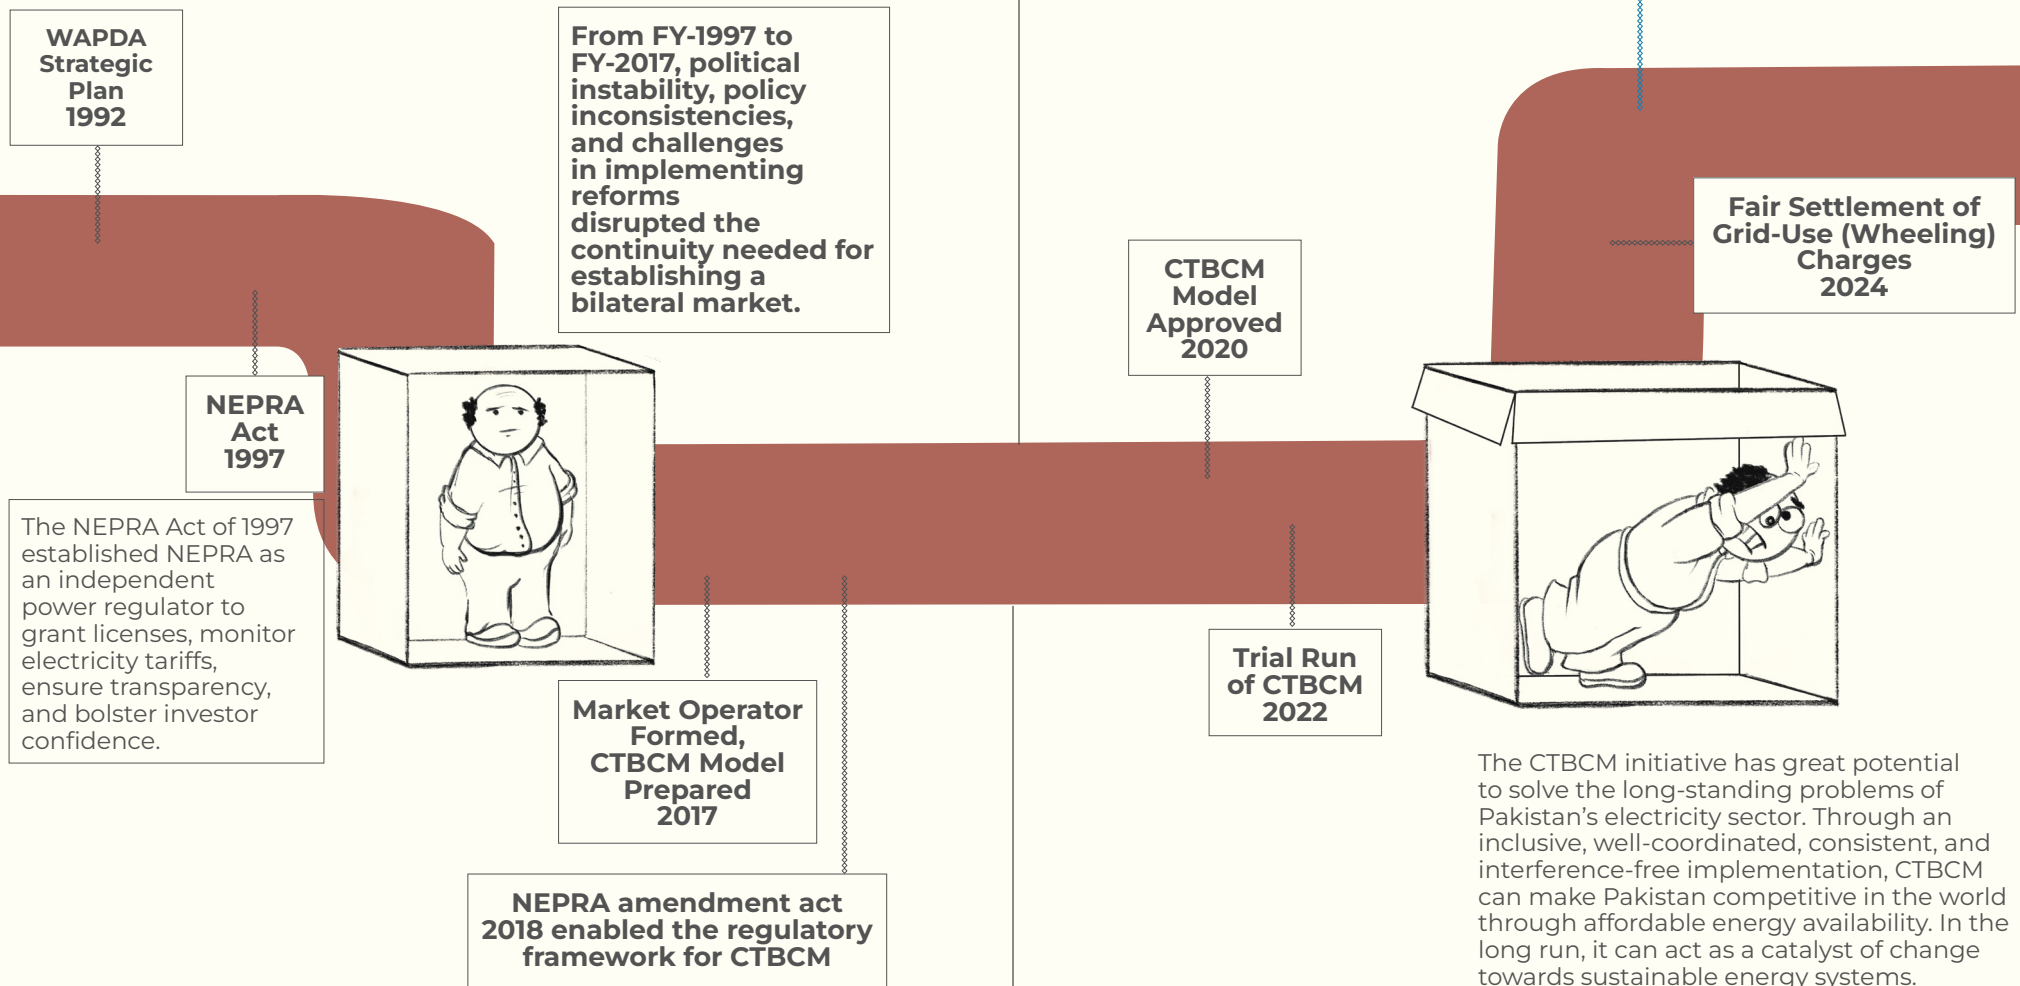 WAPDA
Strategic
Plan
1992
From FY-1997 to
FY-2017, political
instability, policy
inconsistencies,
and challenges
in implementing
reforms
disrupted the
continuity needed for
establishing a
bilateral market.
NEPRA
Act
1997
The NEPRA Act of 1997
established NEPRA as
an independent
power regulator to
grant licenses, monitor
electricity tariffs,
ensure transparency,
and bolster investor
confidence.
Market Operator
Formed,
CTBCM Model
Prepared
2017
NEPRA amendment act
2018 enabled the regulatory
framework for CTBCM
CTBCM
Model
Approved
2020
Trial Run
of CTBCM
2022
Fair Settlement of
Grid-Use (Wheeling)
Charges
2024
The CTBCM initiative has great potential
to solve the long-standing problems of
Pakistan’s electricity sector. Through an
inclusive, well-coordinated, consistent, and
interference-free implementation, CTBCM
can make Pakistan competitive in the world
through affordable energy availability. In the
long run, it can act as a catalyst of change
towards sustainable energy systems.